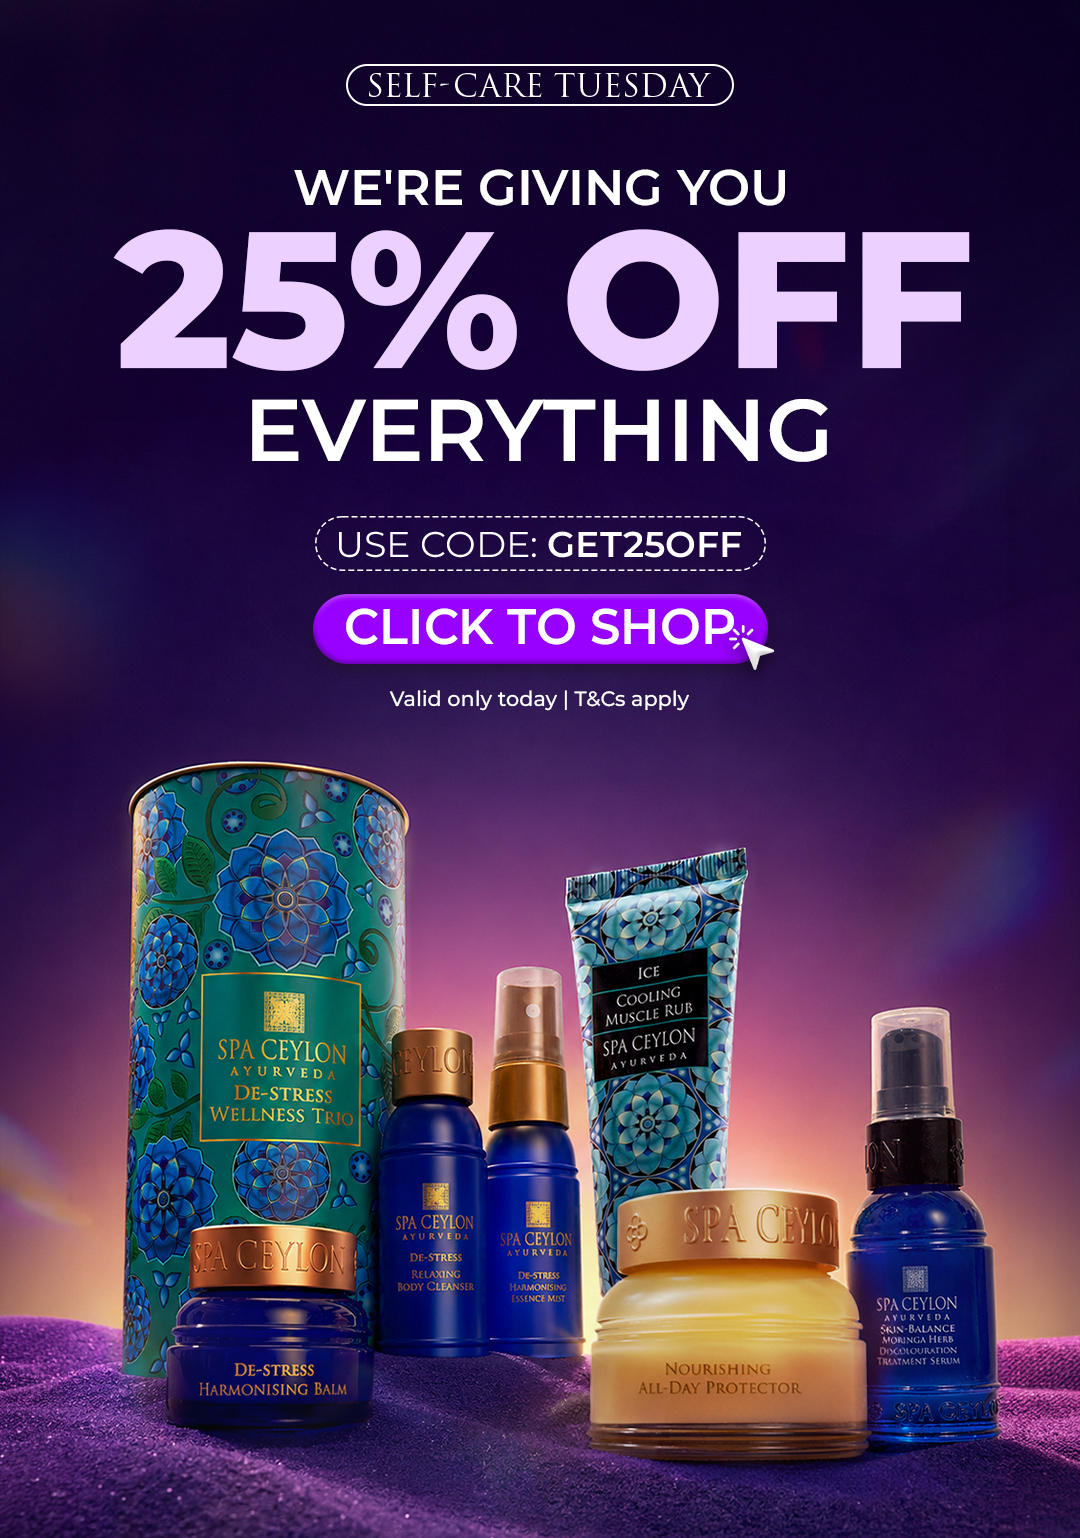 SELF-CARE TUESDAY
WE'RE GIVING YOU
25% OFF
EVERYTHING
USE CODE: GET25OFF
CLICK TO SHOP
Valid only today | T&Cs apply
SPA CEYLON
AYURVEDA
DE-STRESS
WELLNESS TRIO
SPA CEYLON
DE-STRESS
HARMONISING BALM
CEYLON
SPA CEYLON
AYURVEDA
DE-STRESS
RELAXING
BODY CLEANSER
SPA CEYLON
AYURVEDA
DE-STRESS
HARMONISING
ESSENCE MIST
ICE
COOLING
MUSCLE RUB
SPA CEYLON
AYURVEDA
SPA CEYLO
NOURISHING
ALL-DAY PROTECTOR
LON
SPA CEYLON
AYURVEDA
SKIN-BALANCE
MORINGA HERB
DISCOLOURATION
TREATMENT SERUM
SPA CEYLON